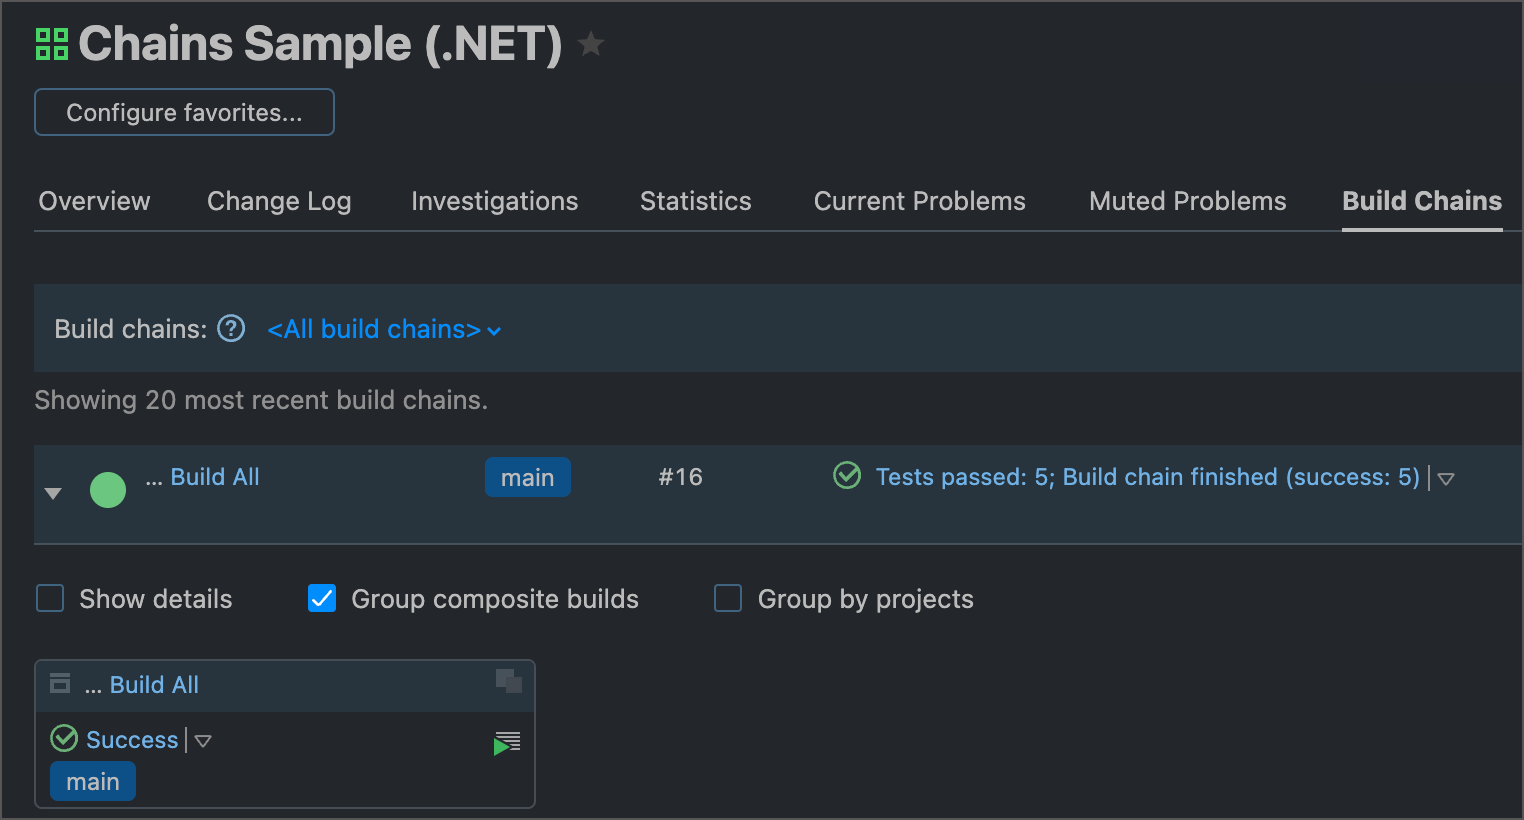 Chains Sample (.NET)
Configure favorites...
Overview Change Log Investigations Statistics Current Problems Muted Problems Build Chains
Build chains: ? <All build chains>
Showing 20 most recent build chains.
... Build All main #16 Tests passed: 5; Build chain finished (success: 5)
Show details Group composite builds Group by projects
... Build All
Success
main